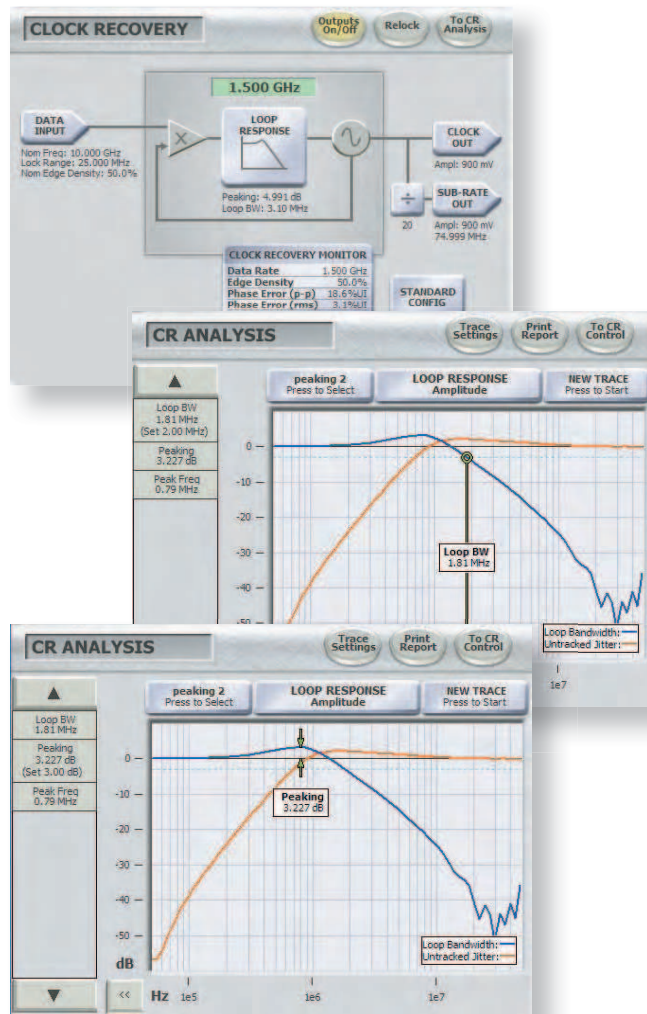 CLOCK RECOVERY
Outputs On/Off
Relock
To CR Analysis
1.500 GHz
DATA INPUT
Nom Freq: 10.000 GHz
Lock Range: 25.000 MHz
Nom Edge Density: 50.0%
X
LOOP RESPONSE
Peaking: 4.991 dB
Loop BW: 3.10 MHz
CLOCK OUT
Ampl: 900 mV
÷
20
SUB-RATE OUT
Ampl: 900 mV
74.999 MHz
CLOCK RECOVERY MONITOR
Data Rate 1.500 GHz
Edge Density 50.0%
Phase Error (p-p) 18.6%UI
Phase Error (rms) 3.1%UI
STANDARD CONFIG
CR ANALYSIS
Trace Settings
Print Report
To CR Control
peaking 2
Press to Select
LOOP RESPONSE
Amplitude
NEW TRACE
Press to Start
Loop BW
1.81 MHz
(Set 2.00 MHz)
Peaking
3.227 dB
Peak Freq
0.79 MHz
0
-10
-20
-30
-40
-50
Loop BW
1.81 MHz
Loop Bandwidth:
Untracked Jitter:
1e7
CR ANALYSIS
Trace Settings
Print Report
To CR Control
peaking 2
Press to Select
LOOP RESPONSE
Amplitude
NEW TRACE
Press to Start
Loop BW
1.81 MHz
Peaking
3.227 dB
(Set 3.00 dB)
Peak Freq
0.79 MHz
0
-10
-20
-30
-40
-50
dB
Peaking
3.227 dB
Loop Bandwidth:
Untracked Jitter:
<<
Hz
1e5
1e6
1e7